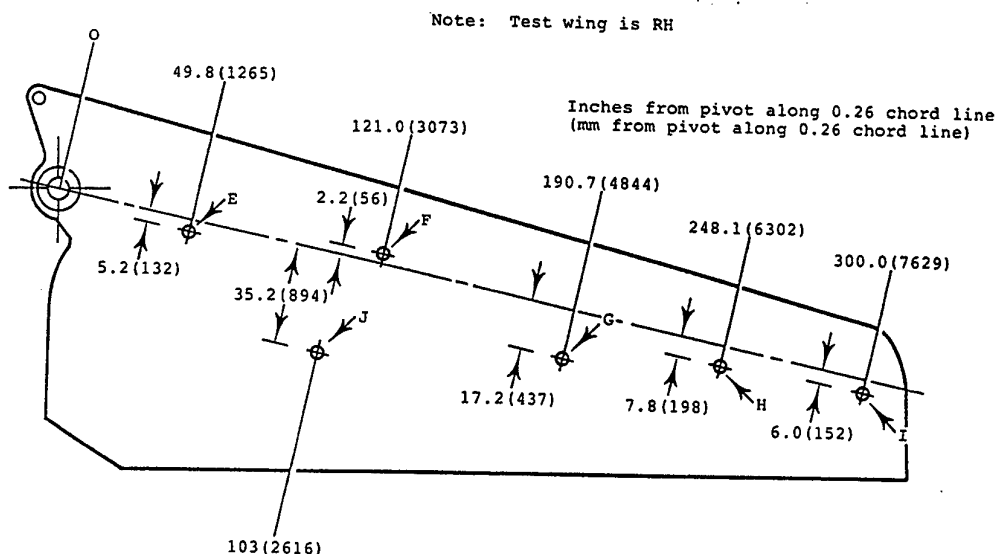 Note: Test wing is RH
O
49.8(1265)
Inches from pivot along 0.26 chord line
(mm from pivot along 0.26 chord line)
121.0(3073)
190.7(4844)
2.2(56)
E
F
248.1(6302)
300.0(7629)
5.2(132)
35.2(894)
J
G
17.2(437)
7.8(198)
H
6.0(152)
I
103(2616)